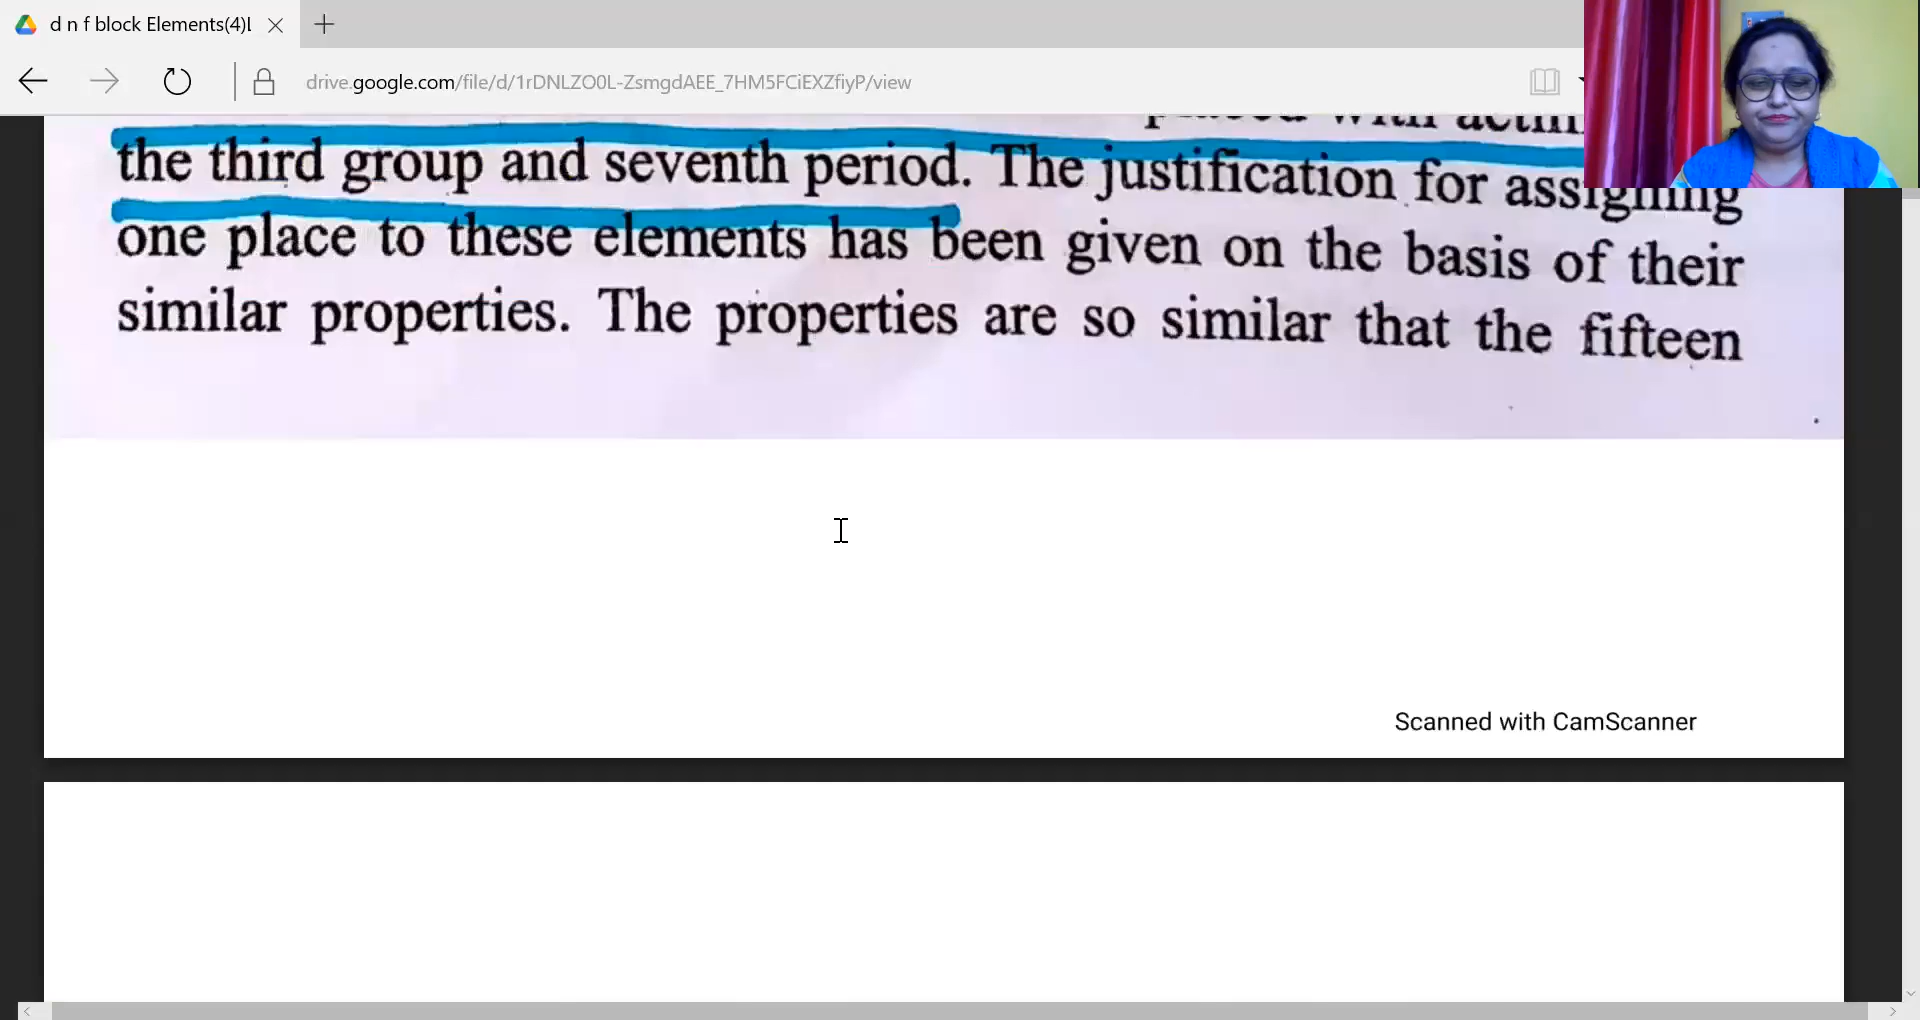 d n f block Elements(4)L
drive.google.com/file/d/1rDNLZO0L-ZsmgdAEE_7HM5FCiEXZfiyP/view
placed with
the third group and seventh period. The justification for assigning
one place to these elements has been given on the basis of their
similar properties. The properties are so similar that the fifteen
Scanned with CamScanner